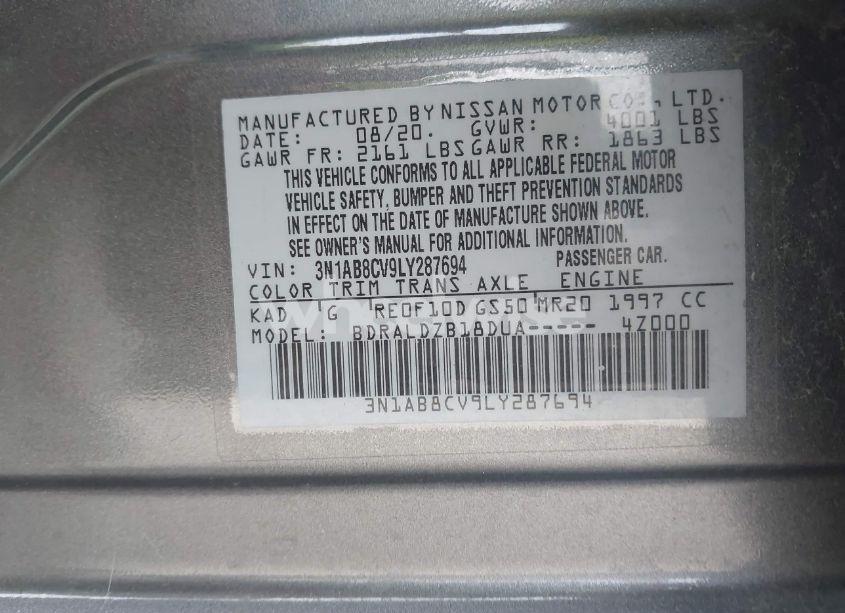 MANUFACTURED BY NISSAN MOTOR CO., LTD.
DATE: 08/20. GVWR: 4001 LBS
GAWR FR: 2161 LBS GAWR RR: 1863 LBS
THIS VEHICLE CONFORMS TO ALL APPLICABLE FEDERAL MOTOR
VEHICLE SAFETY, BUMPER AND THEFT PREVENTION STANDARDS
IN EFFECT ON THE DATE OF MANUFACTURE SHOWN ABOVE.
SEE OWNER'S MANUAL FOR ADDITIONAL INFORMATION.
VIN: 3N1AB8CV9LY287694 PASSENGER CAR.
COLOR TRIM TRANS AXLE ENGINE
KAD 'G RE0F10D GS50'MR20 1997 CC
MODEL: BDRALDZB18DUA----- 4Z000
3N1AB8CV9LY287694